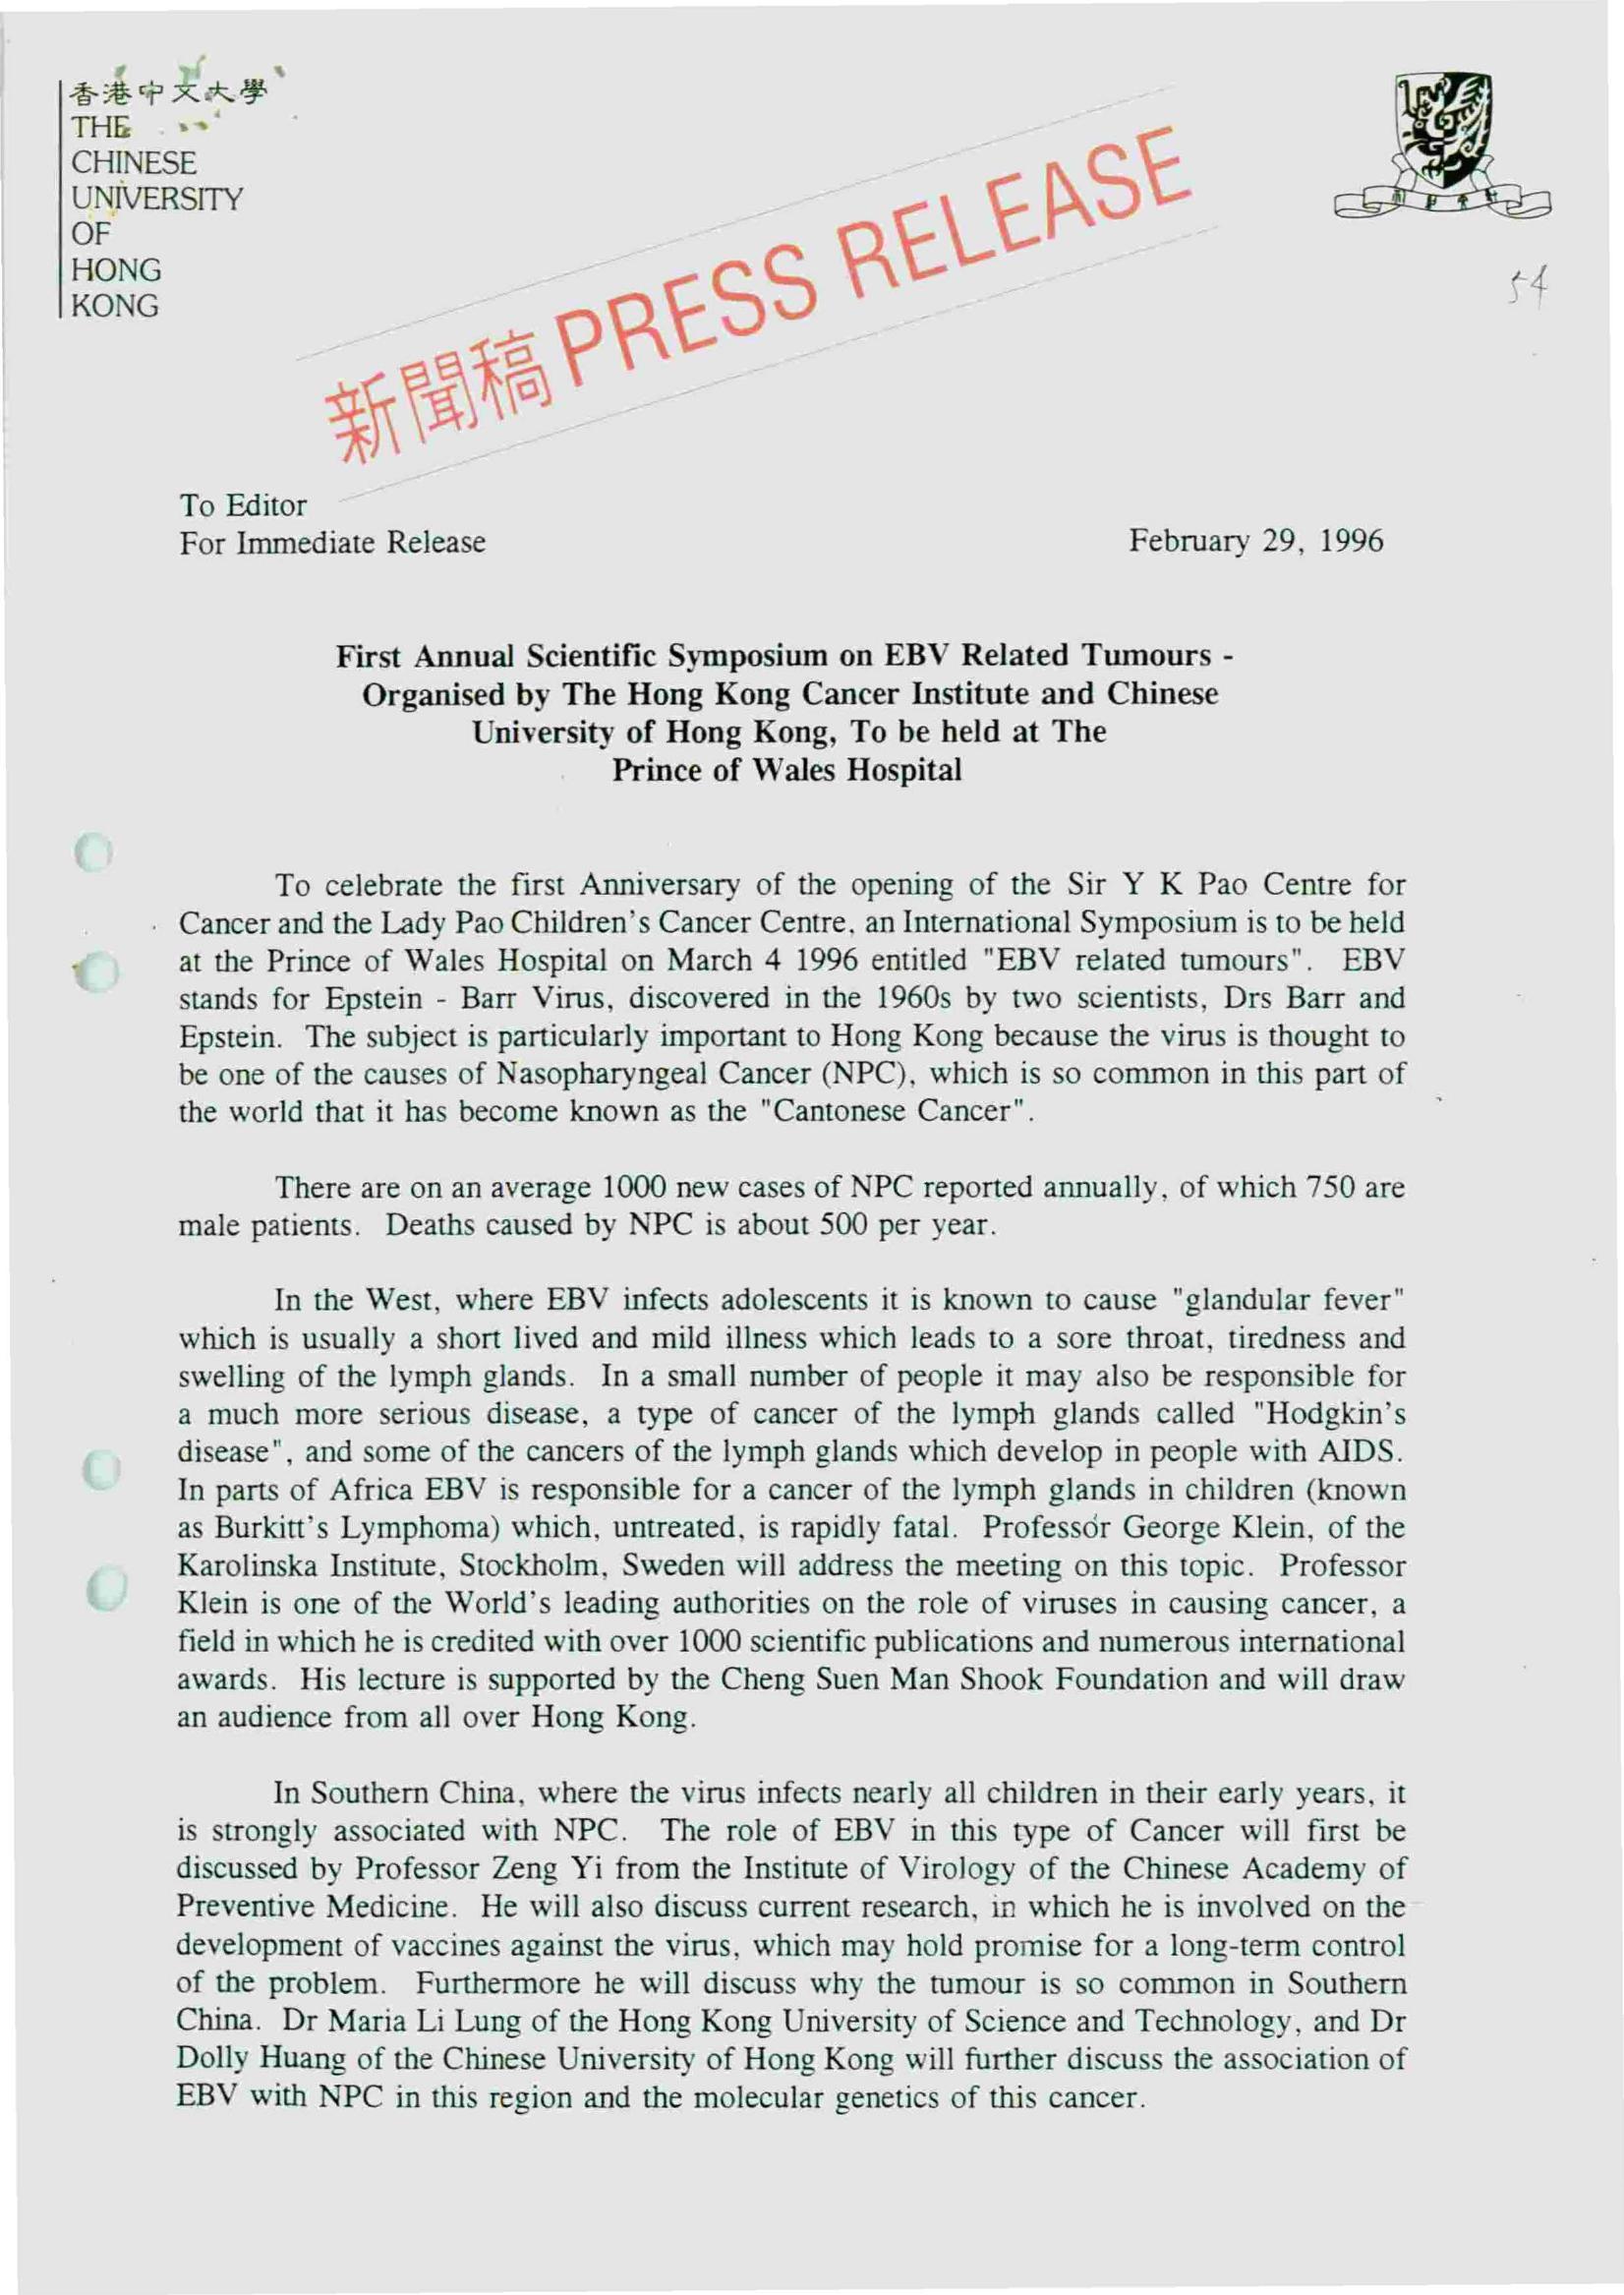 香港中文大學
THE
CHINESE
UNIVERSITY
OF
HONG
KONG
新聞稿 PRESS RELEASE
54
To Editor
For Immediate Release
February 29, 1996
First Annual Scientific Symposium on EBV Related Tumours -
Organised by The Hong Kong Cancer Institute and Chinese
University of Hong Kong, To be held at The
Prince of Wales Hospital
To celebrate the first Anniversary of the opening of the Sir Y K Pao Centre for
Cancer and the Lady Pao Children's Cancer Centre, an International Symposium is to be held
at the Prince of Wales Hospital on March 4 1996 entitled "EBV related tumours". EBV
stands for Epstein - Barr Virus, discovered in the 1960s by two scientists, Drs Barr and
Epstein. The subject is particularly important to Hong Kong because the virus is thought to
be one of the causes of Nasopharyngeal Cancer (NPC), which is so common in this part of
the world that it has become known as the "Cantonese Cancer".
There are on an average 1000 new cases of NPC reported annually, of which 750 are
male patients. Deaths caused by NPC is about 500 per year.
In the West, where EBV infects adolescents it is known to cause "glandular fever"
which is usually a short lived and mild illness which leads to a sore throat, tiredness and
swelling of the lymph glands. In a small number of people it may also be responsible for
a much more serious disease, a type of cancer of the lymph glands called "Hodgkin's
disease", and some of the cancers of the lymph glands which develop in people with AIDS.
In parts of Africa EBV is responsible for a cancer of the lymph glands in children (known
as Burkitt's Lymphoma) which, untreated, is rapidly fatal. Professor George Klein, of the
Karolinska Institute, Stockholm, Sweden will address the meeting on this topic. Professor
Klein is one of the World's leading authorities on the role of viruses in causing cancer, a
field in which he is credited with over 1000 scientific publications and numerous international
awards. His lecture is supported by the Cheng Suen Man Shook Foundation and will draw
an audience from all over Hong Kong.
In Southern China, where the virus infects nearly all children in their early years, it
is strongly associated with NPC. The role of EBV in this type of Cancer will first be
discussed by Professor Zeng Yi from the Institute of Virology of the Chinese Academy of
Preventive Medicine. He will also discuss current research, in which he is involved on the
development of vaccines against the virus, which may hold promise for a long-term control
of the problem. Furthermore he will discuss why the tumour is so common in Southern
China. Dr Maria Li Lung of the Hong Kong University of Science and Technology, and Dr
Dolly Huang of the Chinese University of Hong Kong will further discuss the association of
EBV with NPC in this region and the molecular genetics of this cancer.